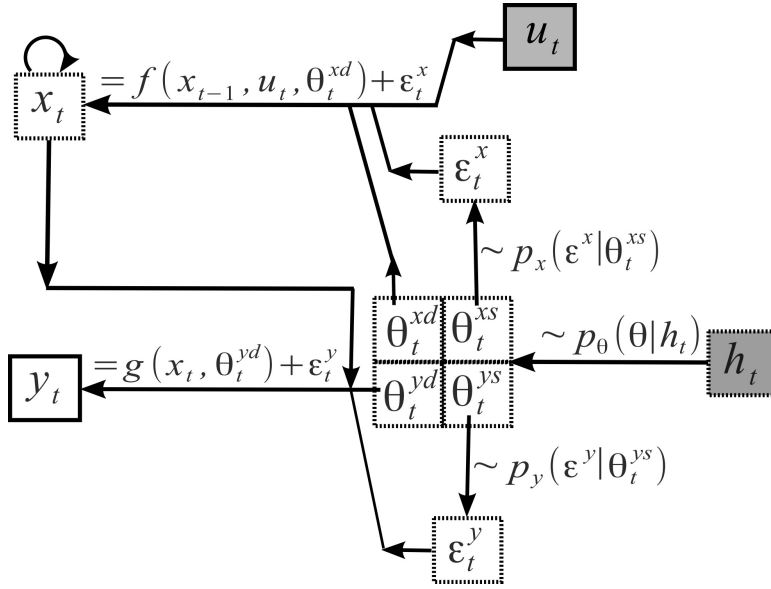 u_t
x_t
= f(x_{t-1}, u_t, θ_t^{xd}) + ε_t^x
ε_t^x
~ p_x(ε^x|θ_t^{xs})
θ_t^{xd} θ_t^{xs}
~ p_θ(θ|h_t)
h_t
y_t
= g(x_t, θ_t^{yd}) + ε_t^y
θ_t^{yd} θ_t^{ys}
~ p_y(ε^y|θ_t^{ys})
ε_t^y